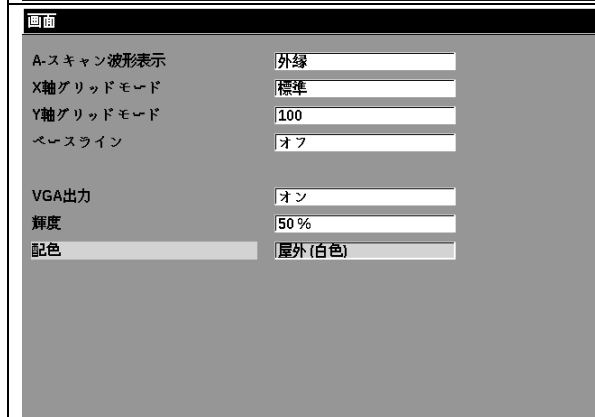 画面
A-スキャン波形表示 外縁
X軸グリッドモード 標準
Y軸グリッドモード 100
ベースライン オフ
VGA出力 オン
輝度 50 %
配色 屋外 (白色)